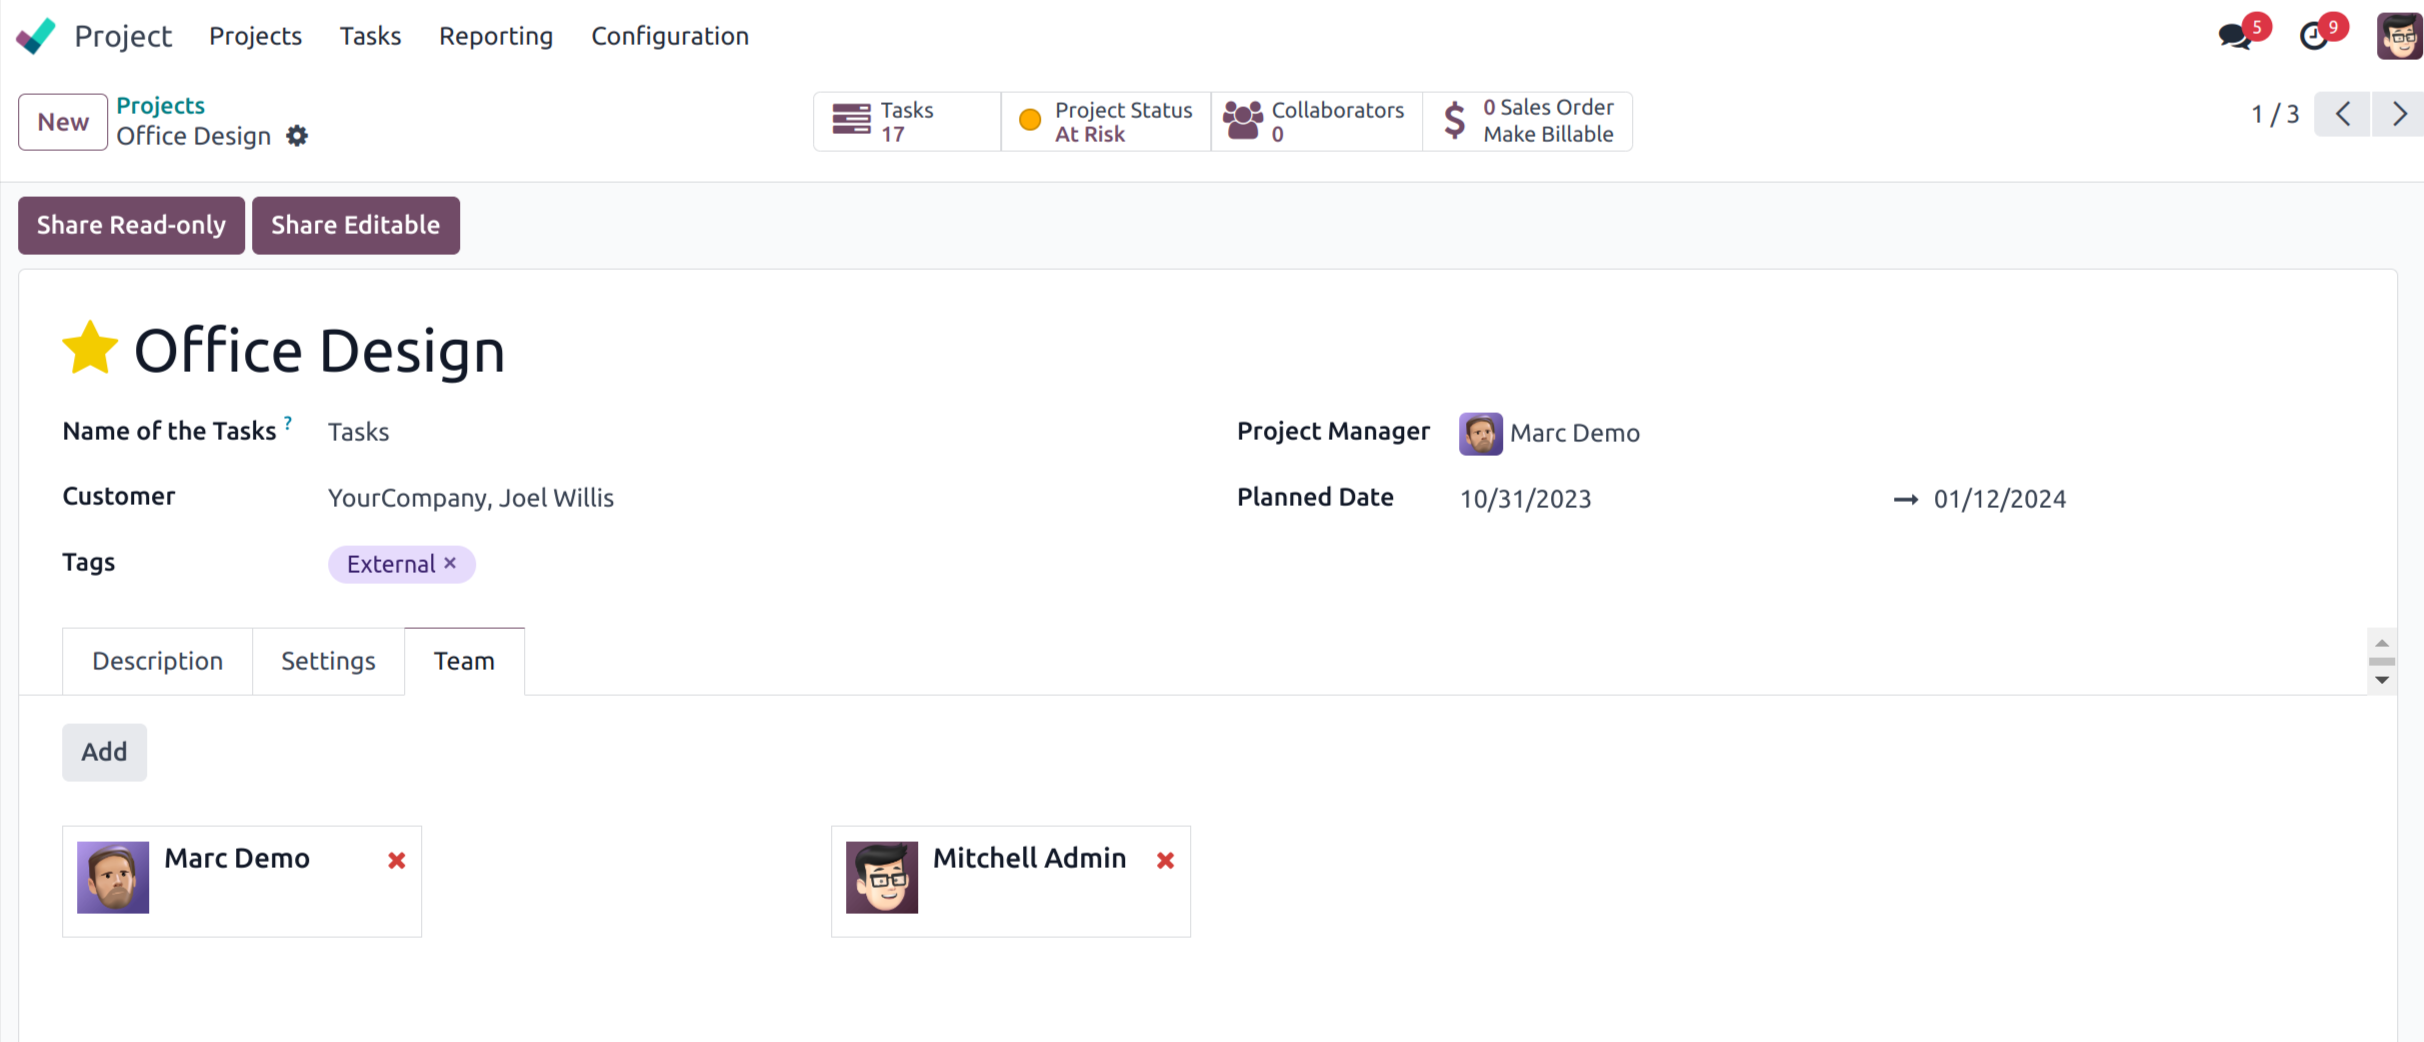 Project Projects Tasks Reporting Configuration 5 9
New Projects
Office Design
Tasks
17
Project Status
At Risk
Collaborators
0
0 Sales Order
Make Billable
1 / 3
Share Read-only Share Editable
Office Design
Name of the Tasks ? Tasks
Project Manager Marc Demo
Customer YourCompany, Joel Willis
Planned Date 10/31/2023 → 01/12/2024
Tags External ×
Description Settings Team
Add
Marc Demo
Mitchell Admin